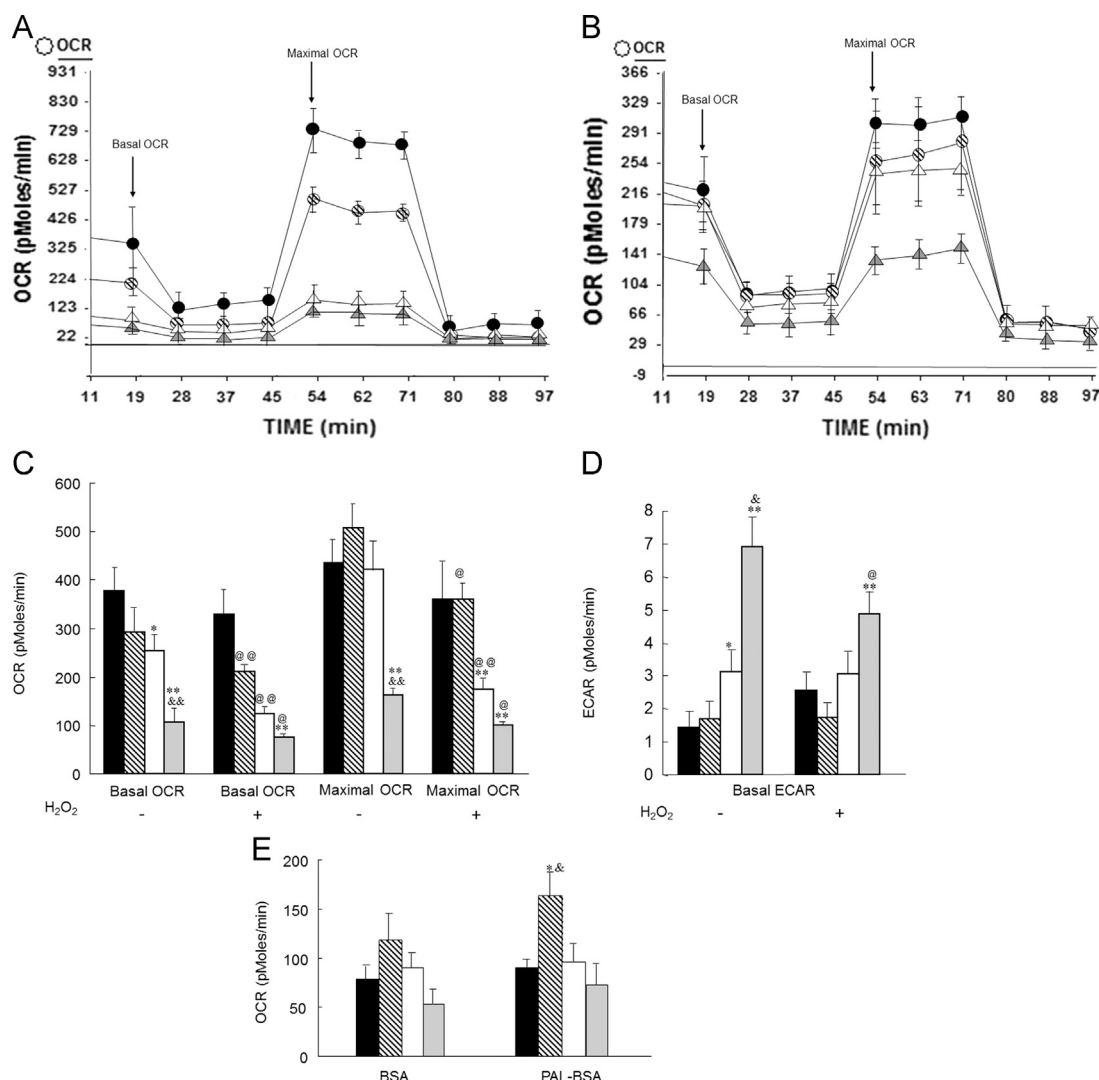 A
OCR
931
830
729
628
527
426
325
224
123
22
OCR (pMoles/min)
Basal OCR
Maximal OCR
11 19 28 37 45 54 63 71 80 88 97
TIME (min)
B
OCR
366
329
291
254
216
179
141
104
66
29
-9
OCR (pMoles/min)
Basal OCR
Maximal OCR
11 19 28 37 45 54 63 71 80 88 97
TIME (min)
C
600
500
400
300
200
100
0
OCR (pMoles/min)
*
**
&&
@@
@@
@
**
**
&&
@
@@
**
@
**
Basal OCR Basal OCR Maximal OCR Maximal OCR
H₂O₂ - + - +
D
8
7
6
5
4
3
2
1
0
ECAR (pMoles/min)
*
&
**
@
**
Basal ECAR
H₂O₂ - +
E
200
150
100
50
0
OCR (pMoles/min)
*&
BSA PAL-BSA